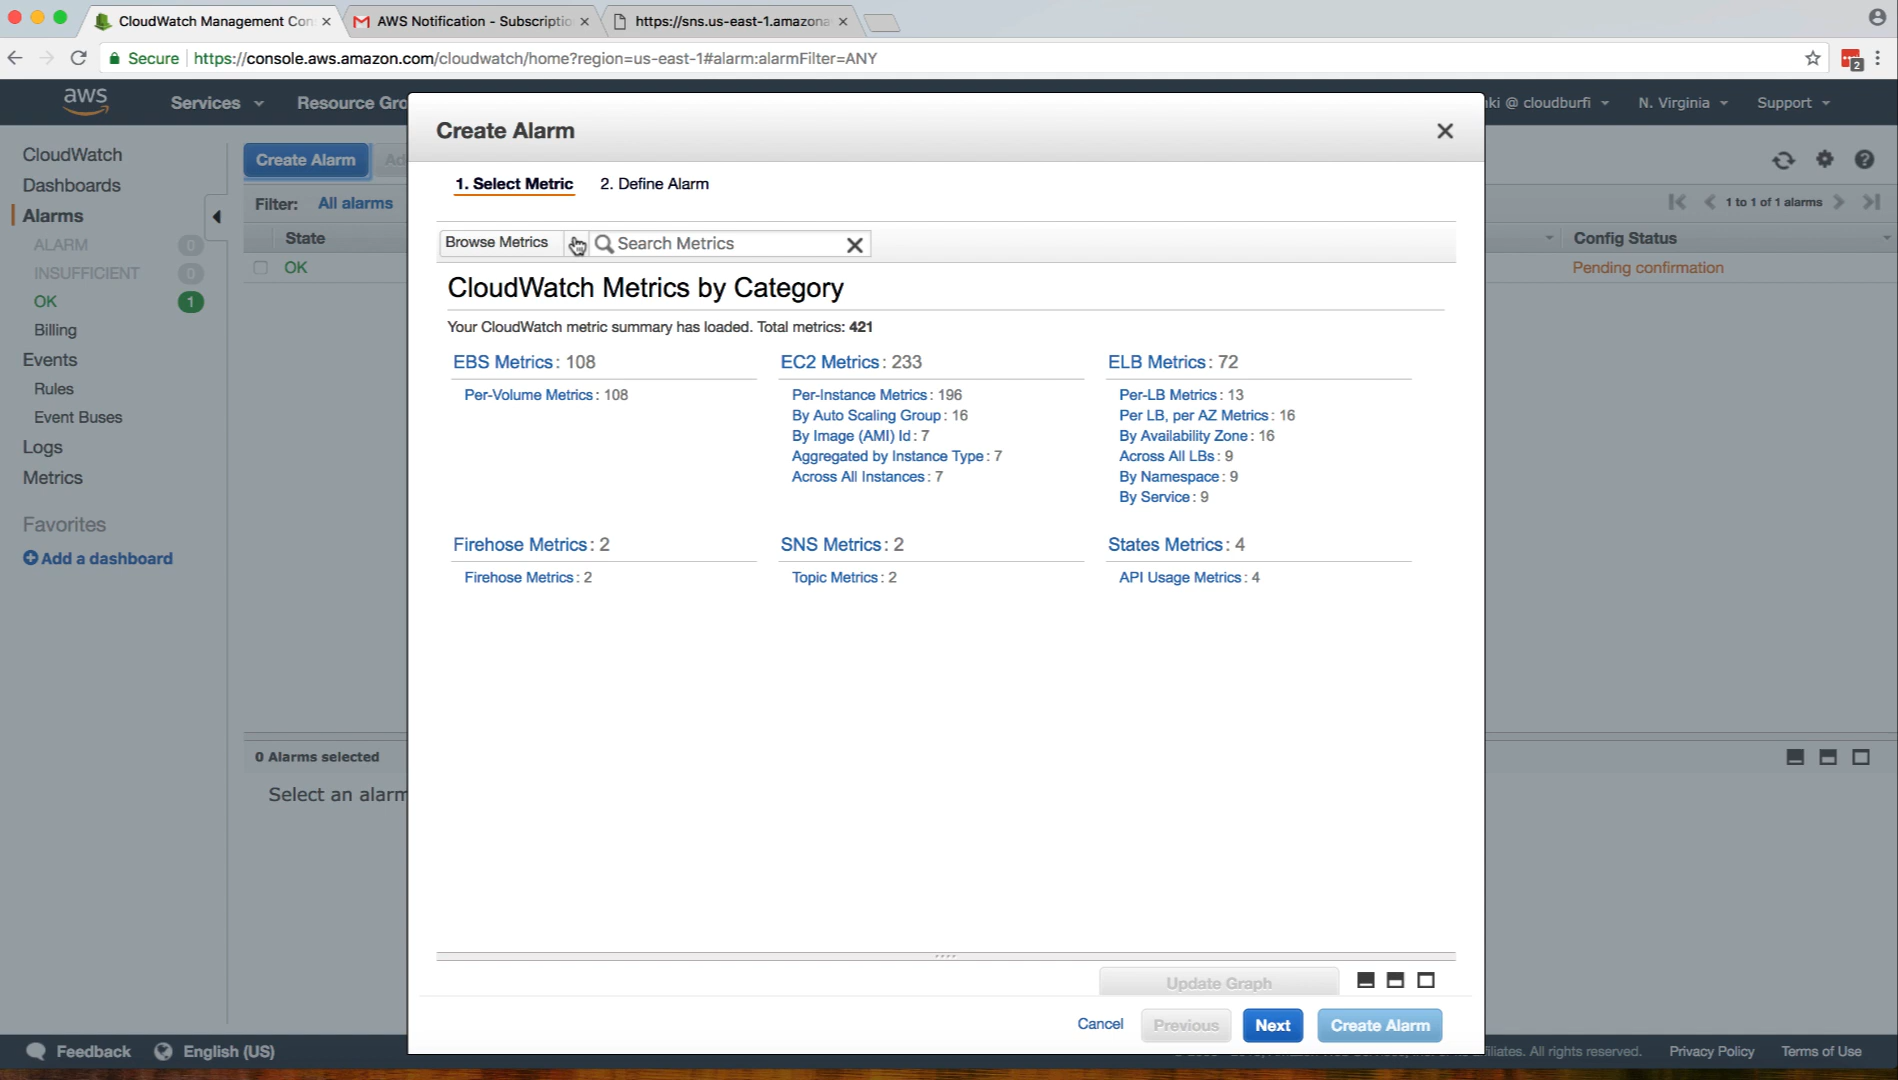 CloudWatch Management Con
AWS Notification - Subscriptio
https://sns.us-east-1.amazona
Secure
https://console.aws.amazon.com/cloudwatch/home?region=us-east-1#alarm:alarmFilter=ANY
2
aws
Services
Resource Gro
ki @ cloudburfi
N. Virginia
Support
Create Alarm
CloudWatch
Dashboards
Alarms
ALARM 0
INSUFFICIENT 0
OK 1
Billing
Events
Rules
Event Buses
Logs
Metrics
Favorites
Add a dashboard
Create Alarm
Ad
Filter: All alarms
1 to 1 of 1 alarms
State
Config Status
OK
Pending confirmation
1. Select Metric
2. Define Alarm
Browse Metrics
Search Metrics
CloudWatch Metrics by Category
Your CloudWatch metric summary has loaded. Total metrics: 421
EBS Metrics : 108
Per-Volume Metrics : 108
EC2 Metrics : 233
Per-Instance Metrics : 196
By Auto Scaling Group : 16
By Image (AMI) Id : 7
Aggregated by Instance Type : 7
Across All Instances : 7
ELB Metrics : 72
Per-LB Metrics : 13
Per LB, per AZ Metrics : 16
By Availability Zone : 16
Across All LBs : 9
By Namespace : 9
By Service : 9
Firehose Metrics : 2
Firehose Metrics : 2
SNS Metrics : 2
Topic Metrics : 2
States Metrics : 4
API Usage Metrics : 4
0 Alarms selected
Select an alarm
Update Graph
Cancel
Previous
Next
Create Alarm
Feedback
English (US)
filiates. All rights reserved.
Privacy Policy
Terms of Use